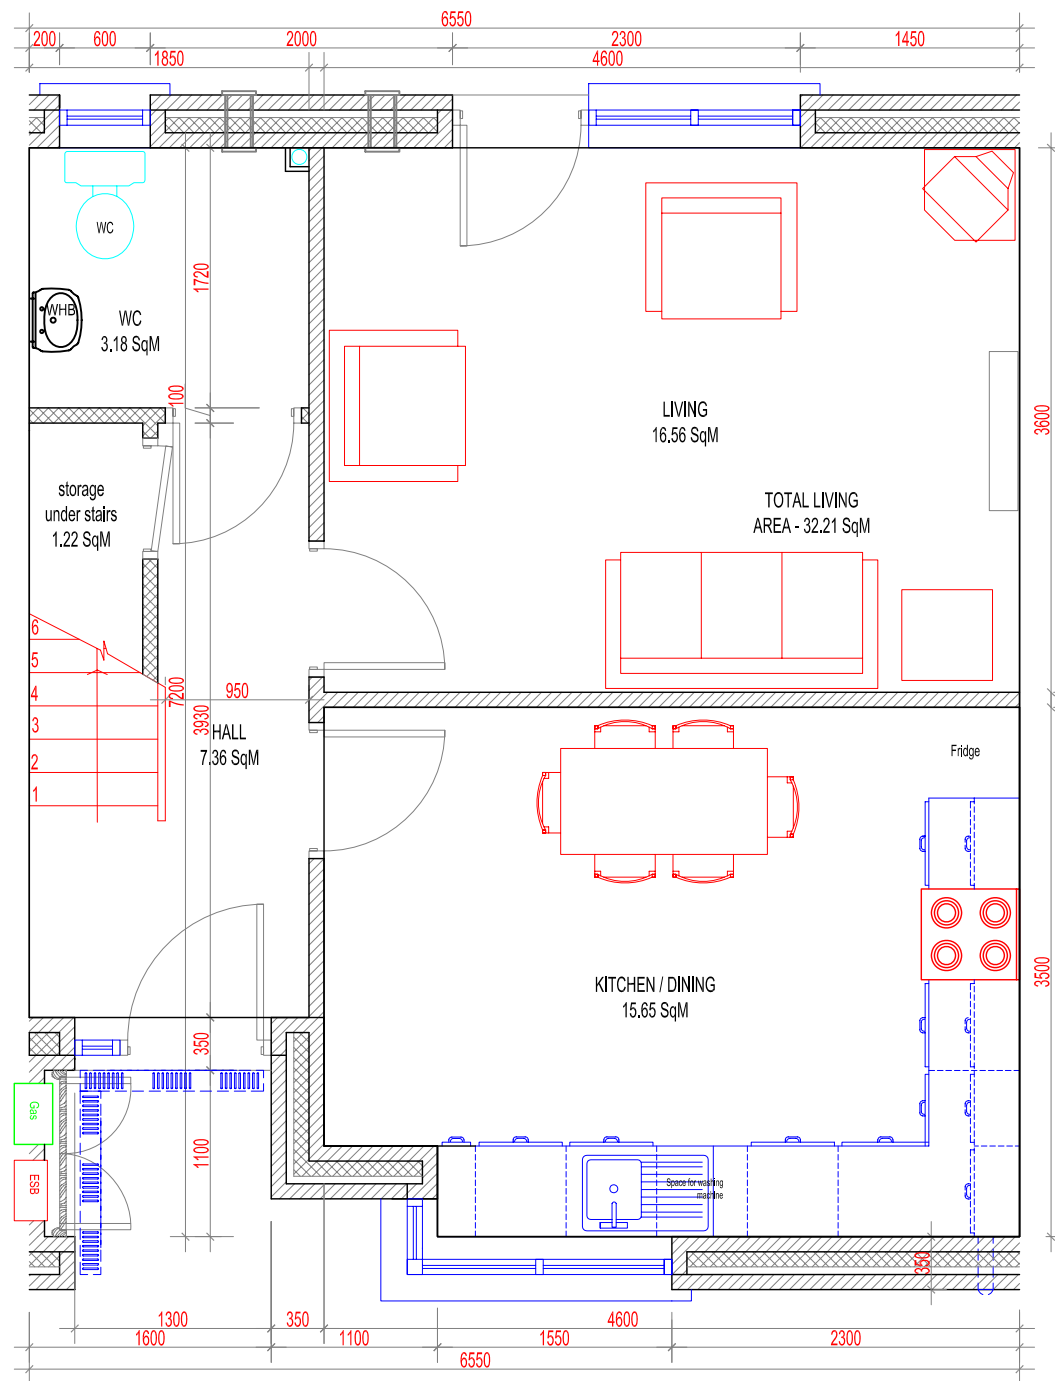 6550
200 600 2000 2300 1450
1850 4600
WC
WHB
WC
3.18 SqM
1720
100
LIVING
16.56 SqM
3600
storage
under stairs
1.22 SqM
TOTAL LIVING
AREA - 32.21 SqM
6
5
4
3
2
1
7200
3930
950
HALL
7.36 SqM
Fridge
KITCHEN / DINING
15.65 SqM
3500
350
Gas
1100
ESB
Space for washing
machine
350
1300 350 4600
1600 1100 1550 2300
6550